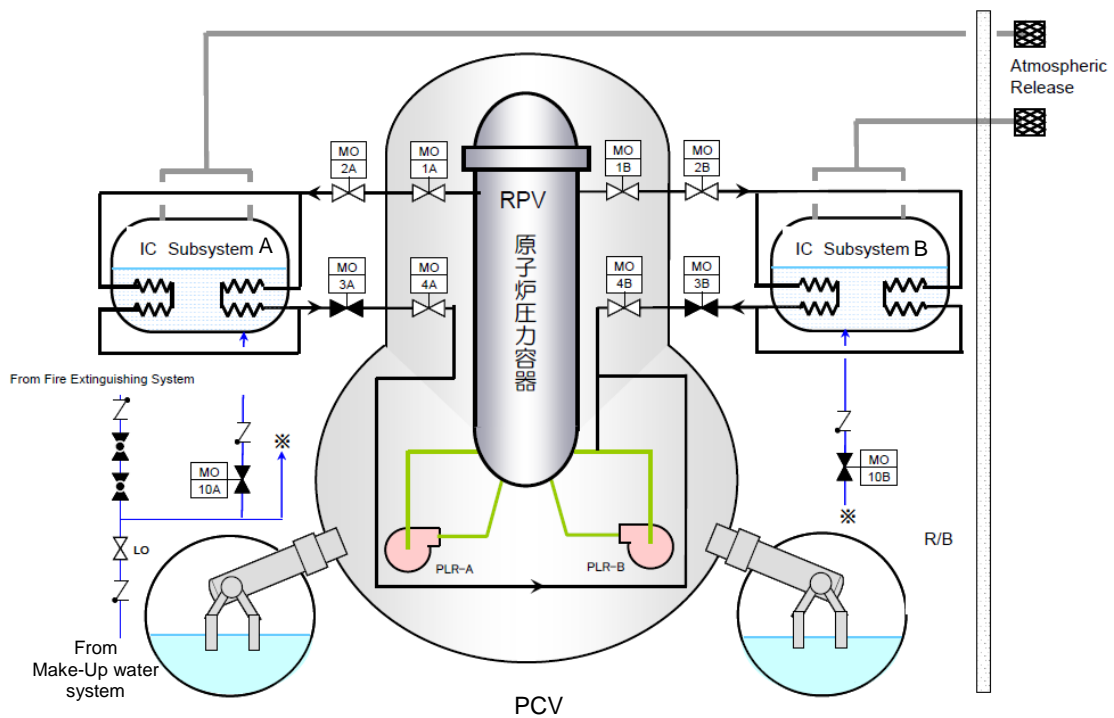 Atmospheric
Release
MO
2A
MO
1A
MO
1B
MO
2B
RPV
原子炉圧力容器
IC Subsystem A
IC Subsystem B
MO
3A
MO
4A
MO
4B
MO
3B
From Fire Extinguishing System
※
MO
10A
MO
10B
※
LO
R/B
PLR-A
PLR-B
From
Make-Up water
system
PCV